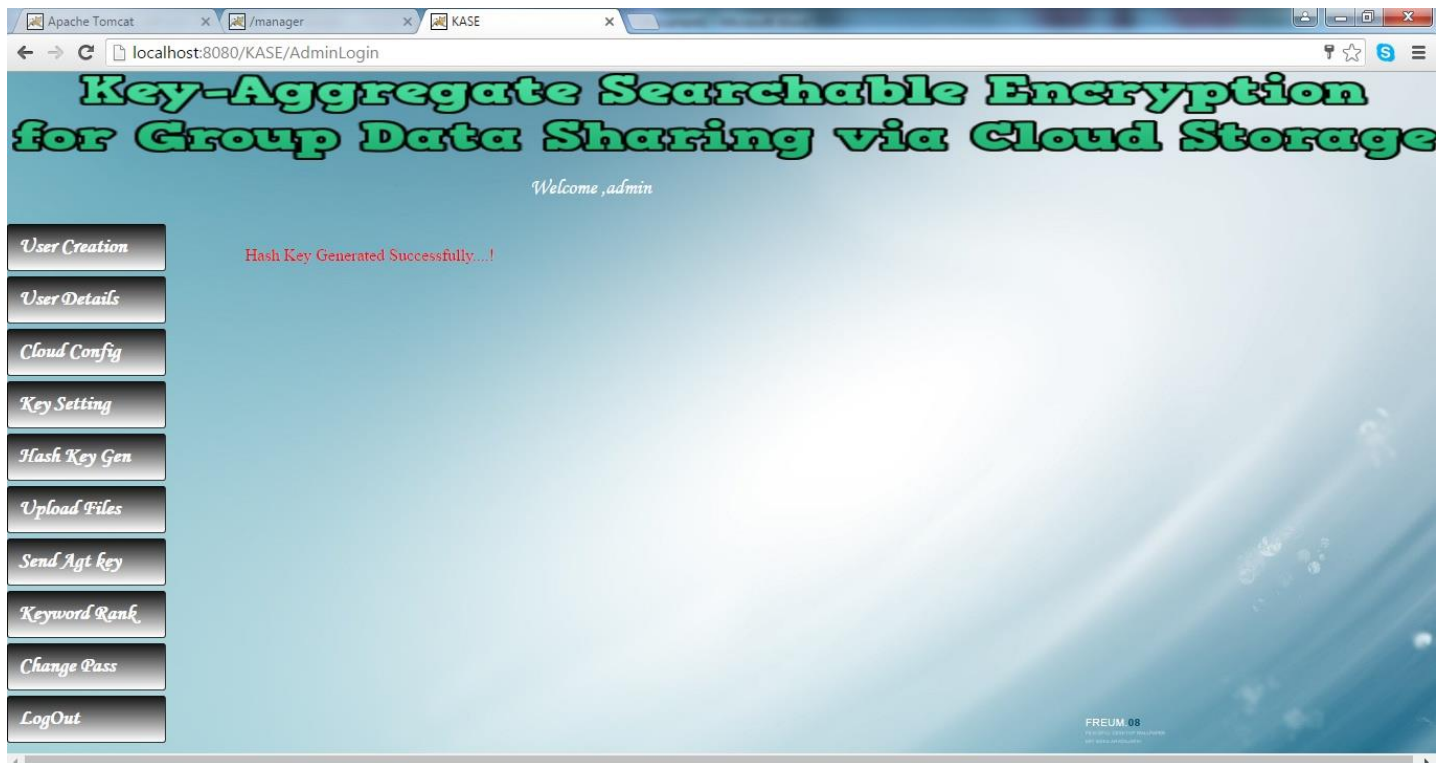 Apache Tomcat
/manager
KASE
localhost:8080/KASE/AdminLogin
Key-Aggregate Searchable Encryption
for Group Data Sharing via Cloud Storage
Welcome ,admin
User Creation
Hash Key Generated Successfully....!
User Details
Cloud Config
Key Setting
Hash Key Gen
Upload Files
Send Agt key
Keyword Rank
Change Pass
LogOut
FREUM.08